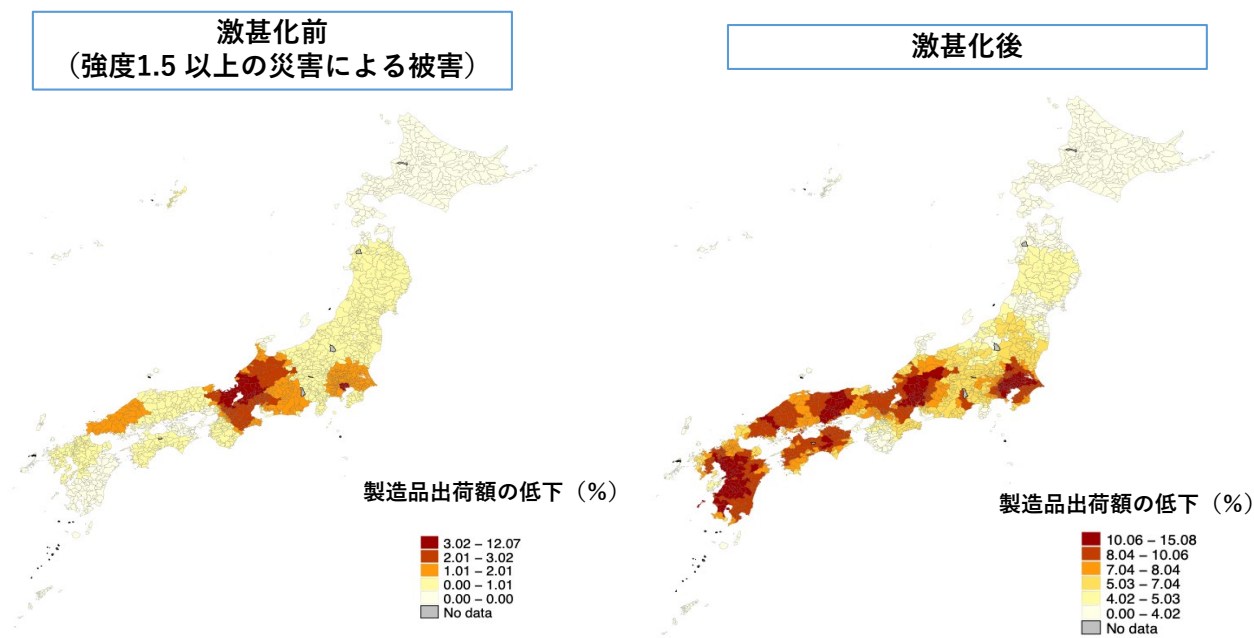 激甚化前
（強度1.5 以上の災害による被害）
激甚化後
製造品出荷額の低下（%）
3.02 – 12.07
2.01 – 3.02
1.01 – 2.01
0.00 – 1.01
0.00 – 0.00
No data
製造品出荷額の低下（%）
10.06 – 15.08
8.04 – 10.06
7.04 – 8.04
5.03 – 7.04
4.02 – 5.03
0.00 – 4.02
No data